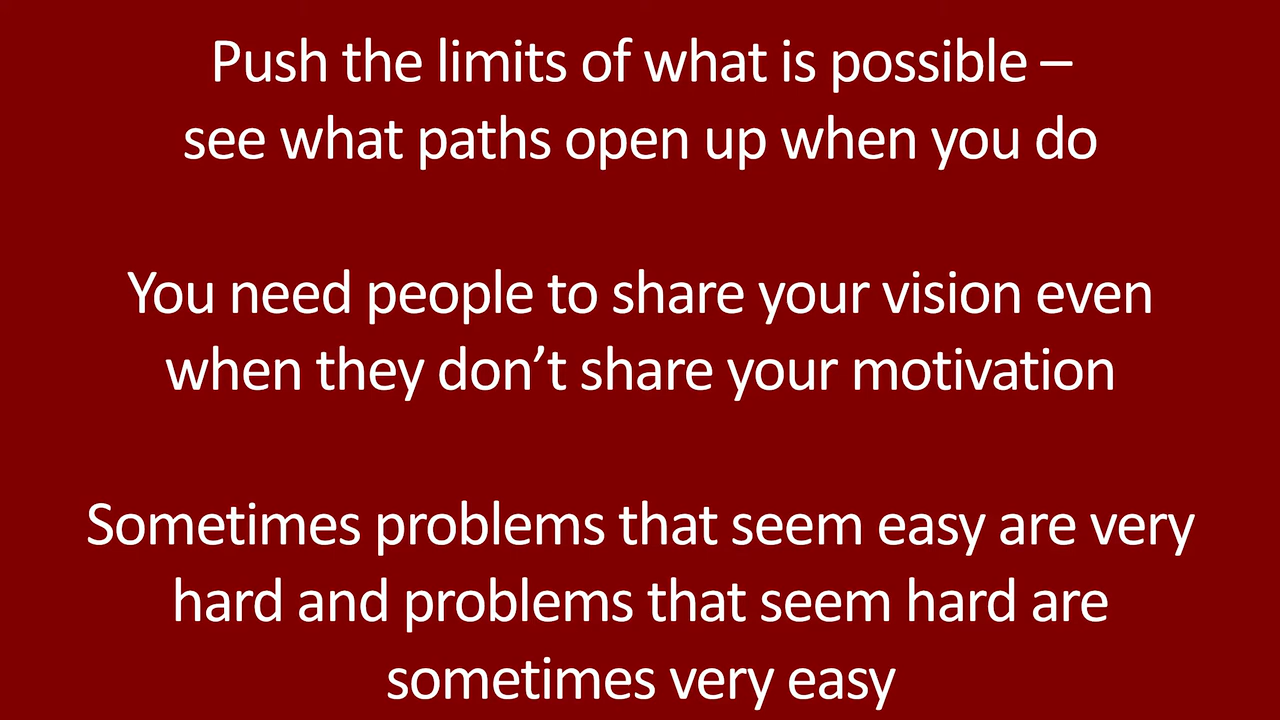 Push the limits of what is possible –
see what paths open up when you do
You need people to share your vision even
when they don’t share your motivation
Sometimes problems that seem easy are very
hard and problems that seem hard are
sometimes very easy